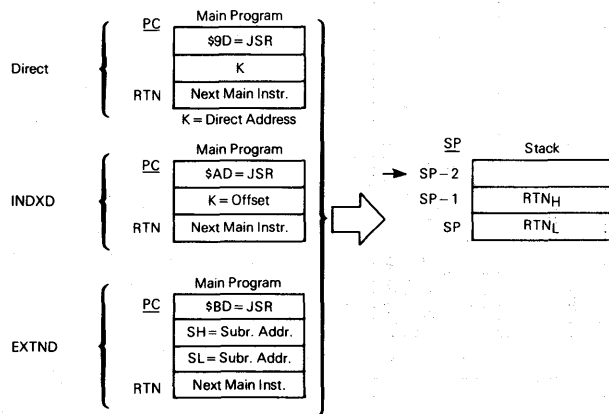 PC
Main Program
Direct
$9D = JSR
K
RTN
Next Main Instr.
K = Direct Address
PC
Main Program
INDXD
$AD = JSR
K = Offset
RTN
Next Main Instr.
PC
Main Program
EXTND
$BD = JSR
SH = Subr. Addr.
SL = Subr. Addr.
RTN
Next Main Inst.
SP
Stack
SP-2
SP-1
RTNH
SP
RTNL